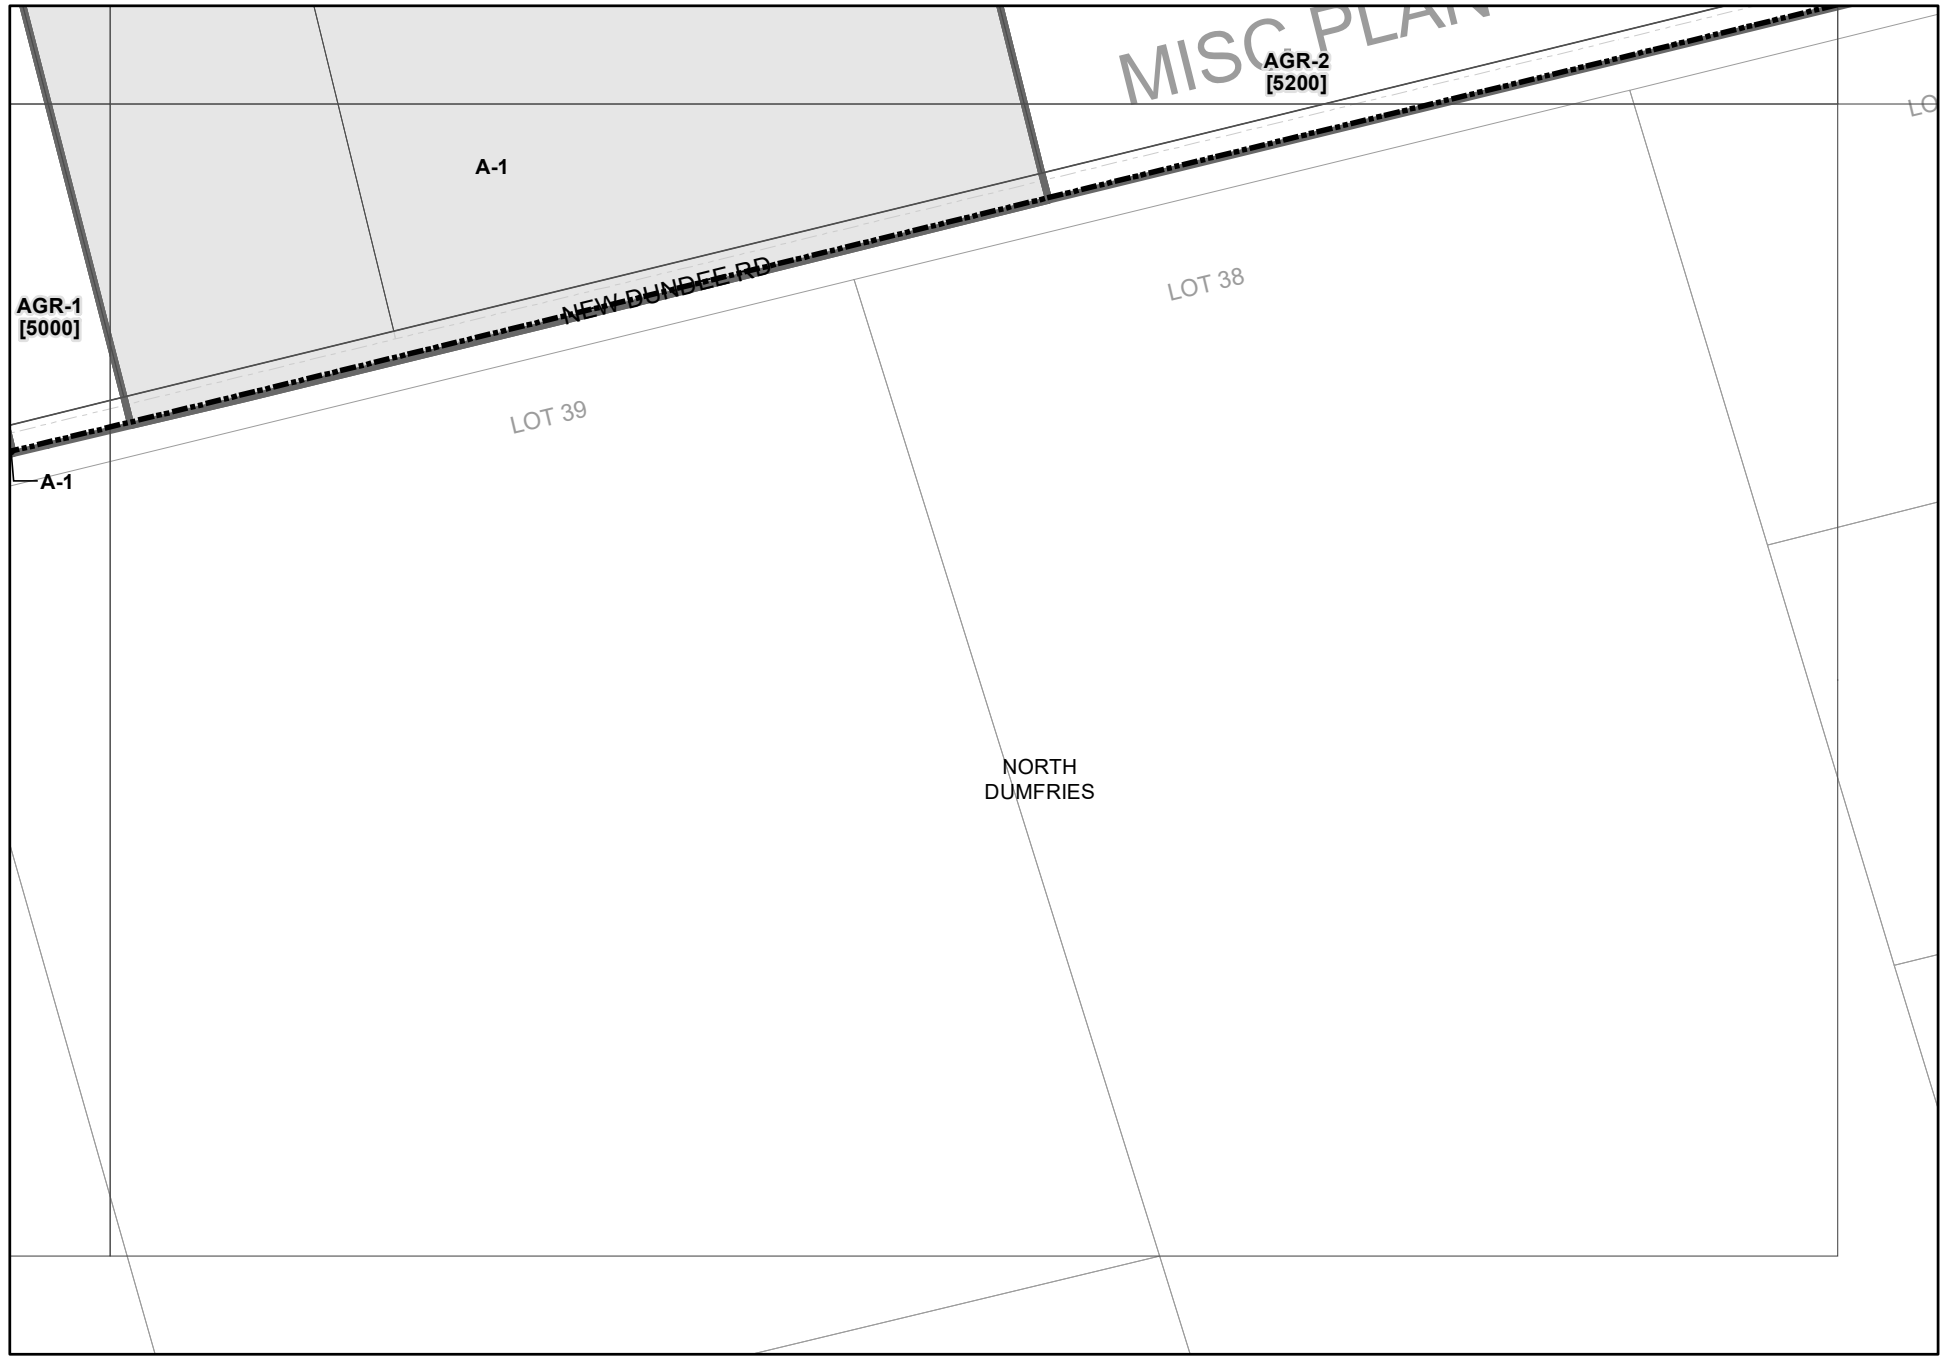 MISC PLAN
AGR-2
[5200]
A-1
NEW DUNDEE RD
LOT 38
AGR-1
[5000]
LOT 39
A-1
NORTH
DUMFRIES